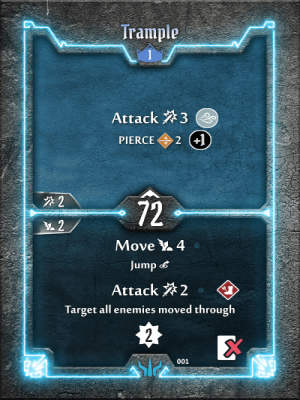 Trample
1
Attack 3
PIERCE 2 +1
2
72
2
Move 4
Jump
Attack 2
Target all enemies moved through
2
001